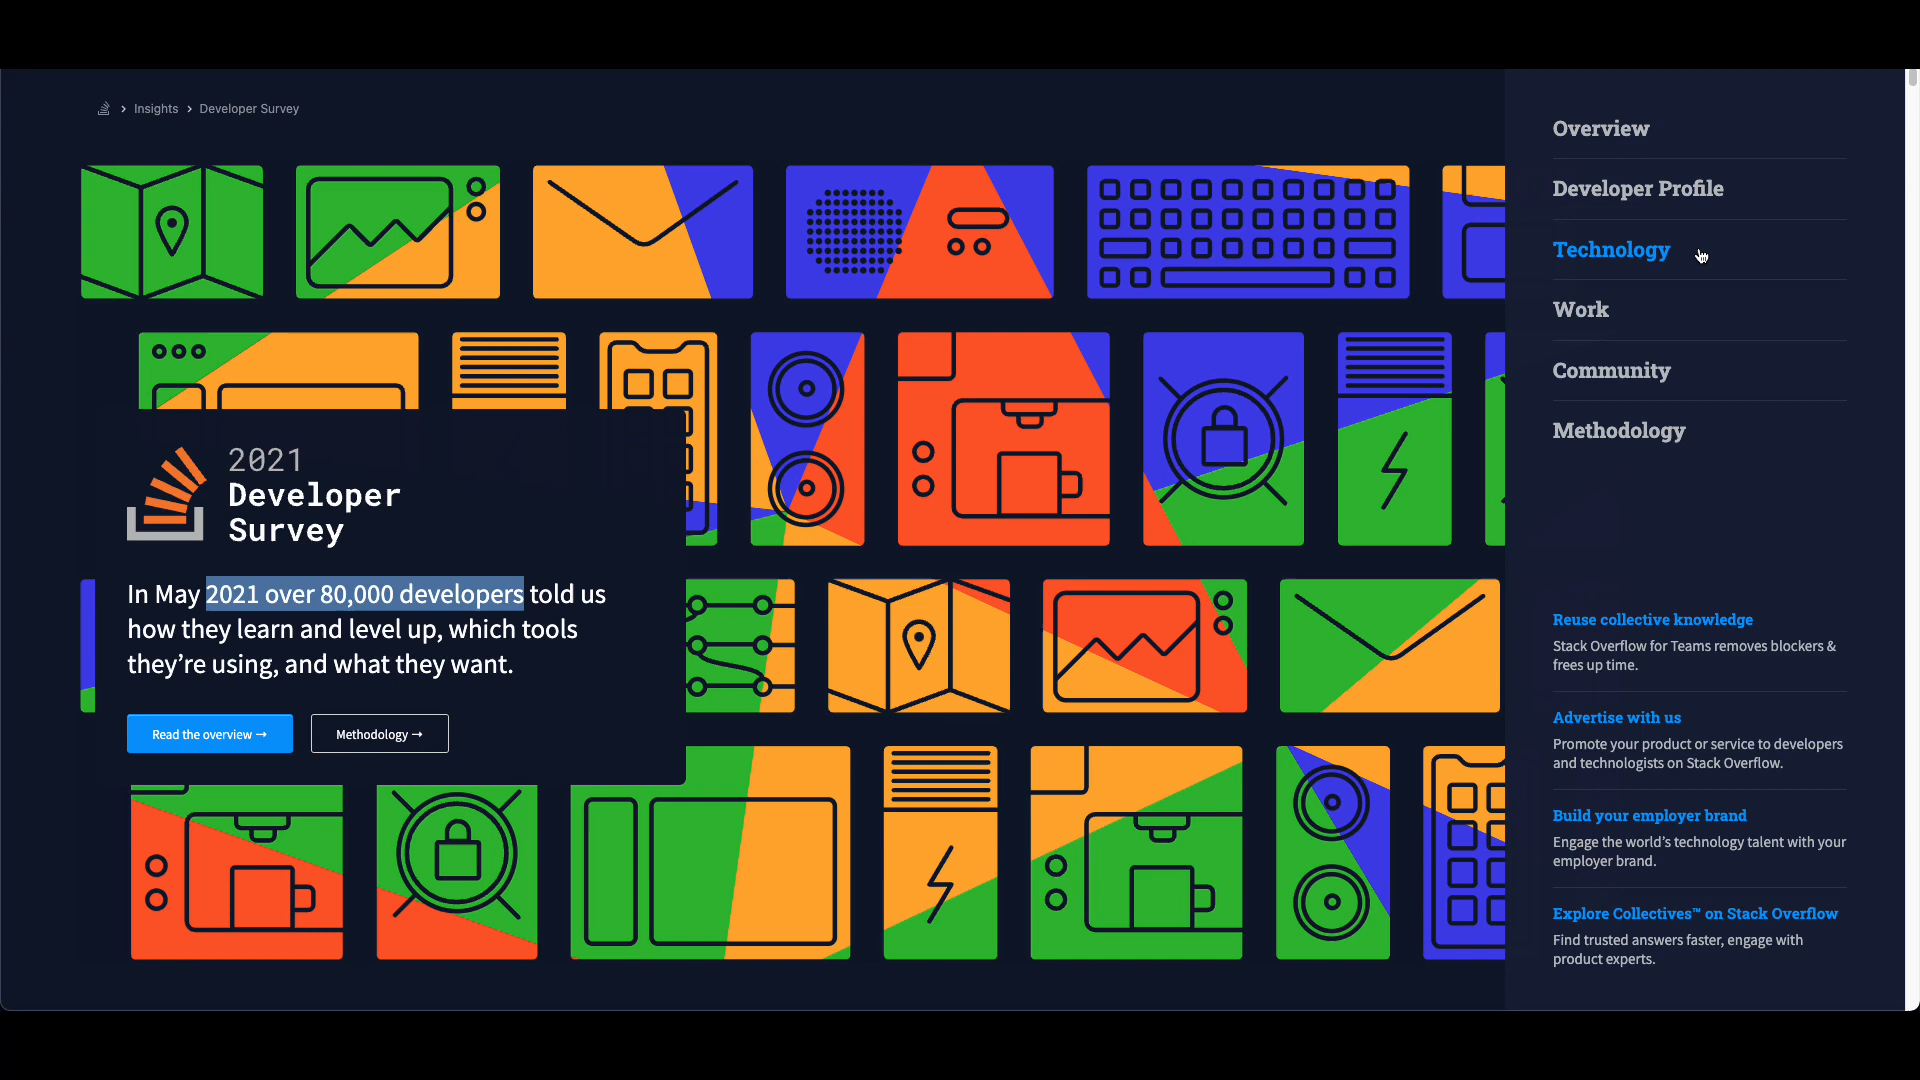 Insights
Developer Survey
2021
Developer
Survey
In May 2021 over 80,000 developers told us
how they learn and level up, which tools
they’re using, and what they want.
Read the overview →
Methodology →
Overview
Developer Profile
Technology
Work
Community
Methodology
Reuse collective knowledge
Stack Overflow for Teams removes blockers &
frees up time.
Advertise with us
Promote your product or service to developers
and technologists on Stack Overflow.
Build your employer brand
Engage the world’s technology talent with your
employer brand.
Explore Collectives™ on Stack Overflow
Find trusted answers faster, engage with
product experts.